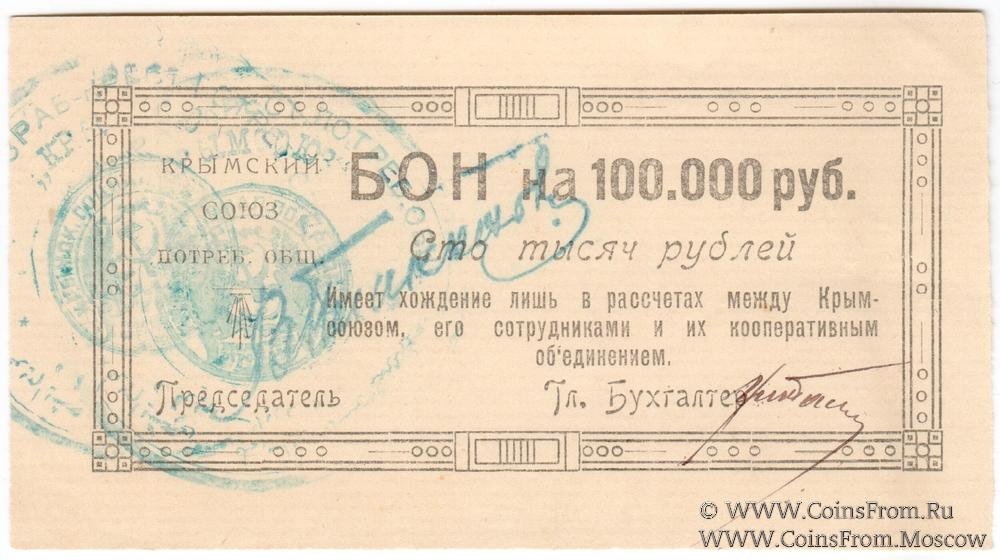 КРЫМСКИЙ
СОЮЗ
ПОТРЕБ. ОБЩ.
БОН на 100.000 руб.
Сто тысяч рублей
Имеет хождение лишь в рассчетах между Крым-
союзом, его сотрудниками и их кооперативным
об'единением.
Председатель
Гл. Бухгалтер
© WWW.CoinsFrom.Ru
WWW.CoinsFrom.Moscow